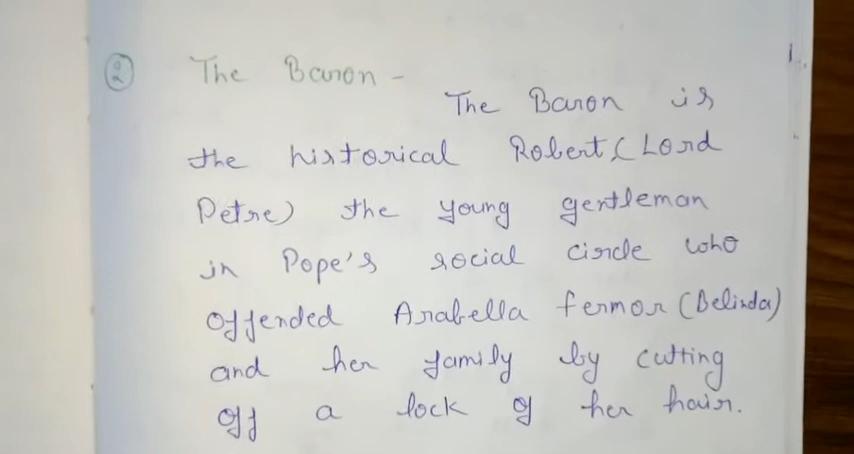 ② The Baron -
The Baron is
the historical Robert (Lord
Petre) the young gentleman
in Pope's social circle who
offended Arabella fermor (Belinda)
and her family by cutting
off a lock of her hair.